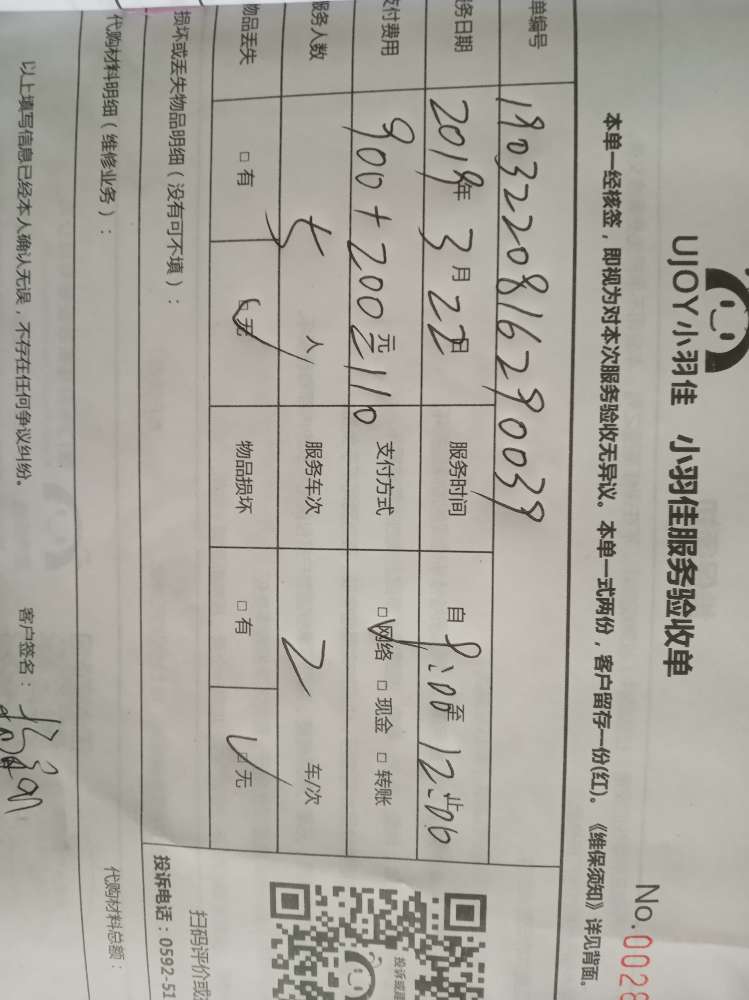 UJOY小羽佳 小羽佳服务验收单
No.0028
本单一经核签，即视为对本次服务验收无异议。本单一式两份，客户留存一份(红)。《维保须知》详见背面。
单编号 1903220816290039
务日期 2019年3月22日 服务时间 自8:00至12:00止
支付费用 900+200元=1110 支付方式 □网络 □现金 □转账
服务人数 5人 服务车次 2车/次
物品丢失 □有 □无 物品损坏 □有 □无
损坏或丢失物品明细（没有可不填）：
扫码评价或
投诉电话：0592-51
代购材料明细（维修业务）：
代购材料总额：
以上填写信息已经本人确认无误，不存在任何争议纠纷。 客户签名：